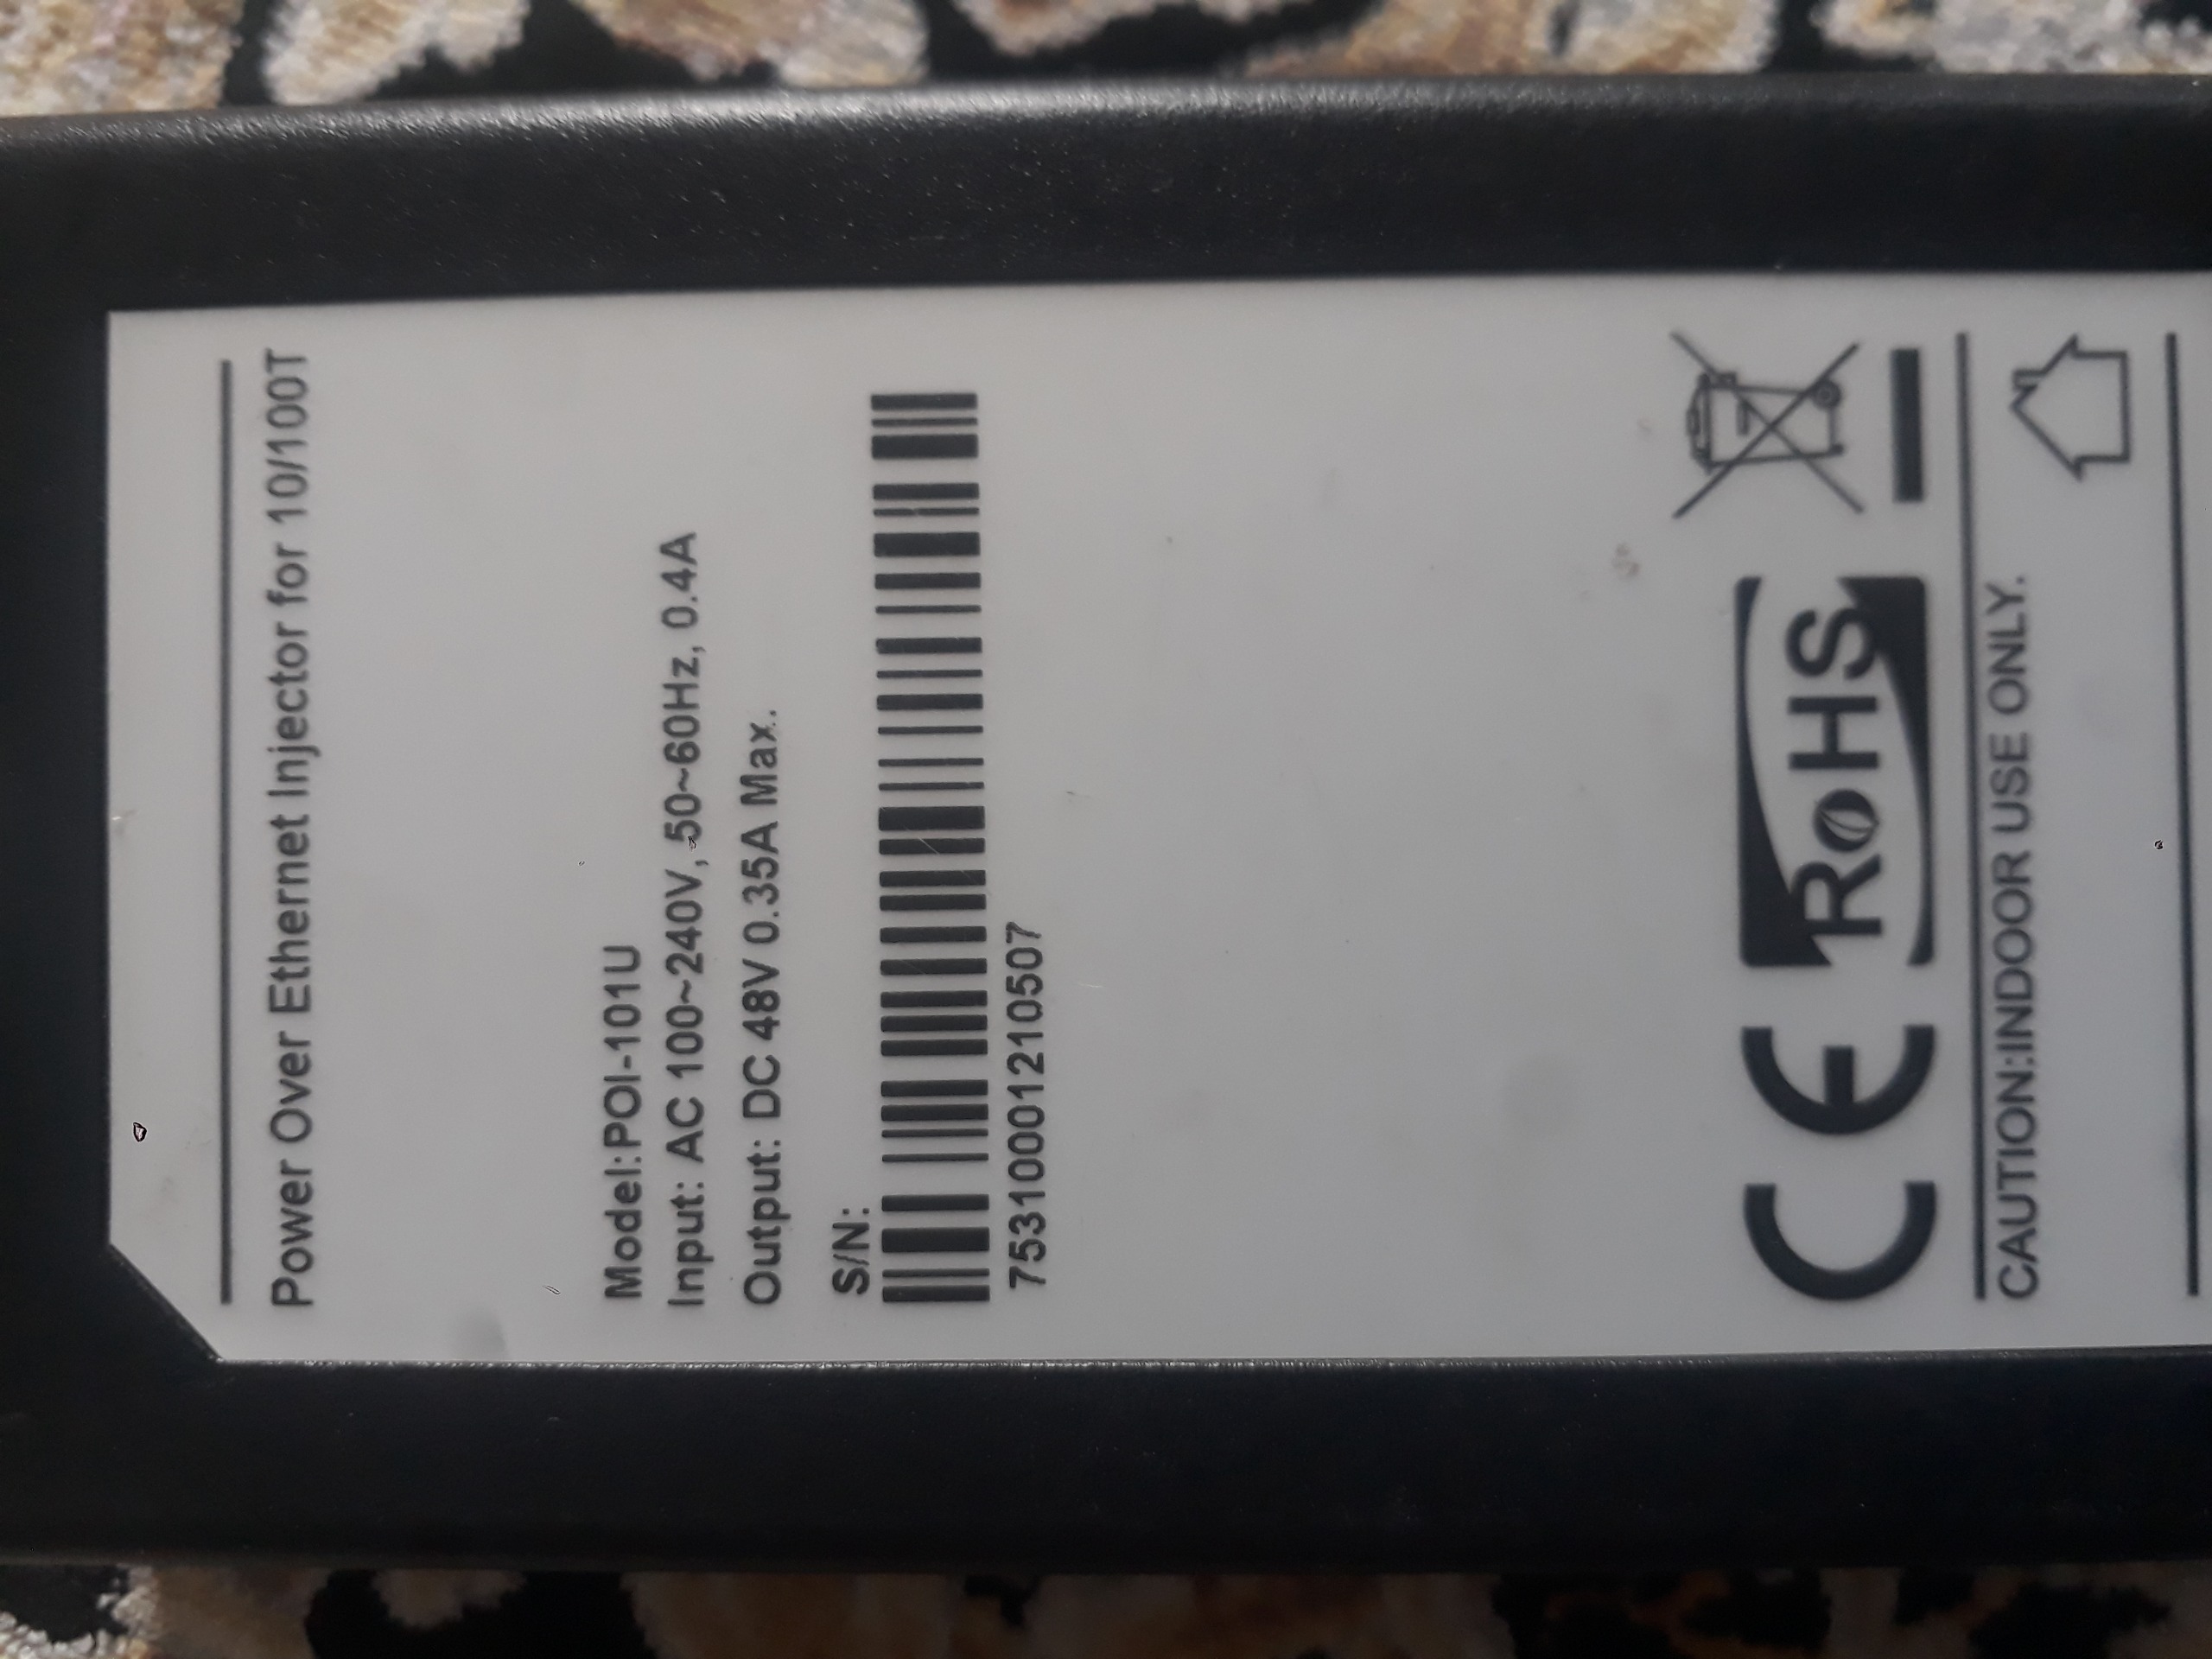 Power Over Ethernet Injector for 10/100T
Model:POI-101U
Input: AC 100~240V, 50~60Hz, 0.4A
Output: DC 48V 0.35A Max.
S/N:
75310001210507
CE RoHS
CAUTION:INDOOR USE ONLY.